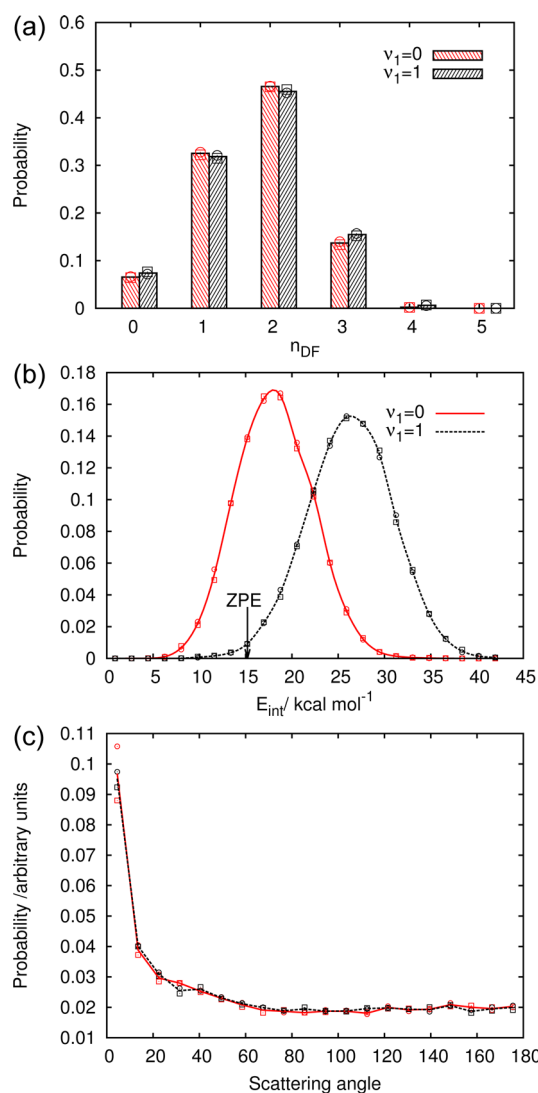 (a)
0.6
0.5
0.4
0.3
0.2
0.1
0
Probability
ν1=0
ν1=1
0 1 2 3 4 5
nDF
(b)
0.18
0.16
0.14
0.12
0.1
0.08
0.06
0.04
0.02
0
Probability
ν1=0
ν1=1
ZPE
0 5 10 15 20 25 30 35 40 45
Eint/ kcal mol-1
(c)
0.11
0.1
0.09
0.08
0.07
0.06
0.05
0.04
0.03
0.02
0.01
Probability /arbitrary units
0 20 40 60 80 100 120 140 160 180
Scattering angle